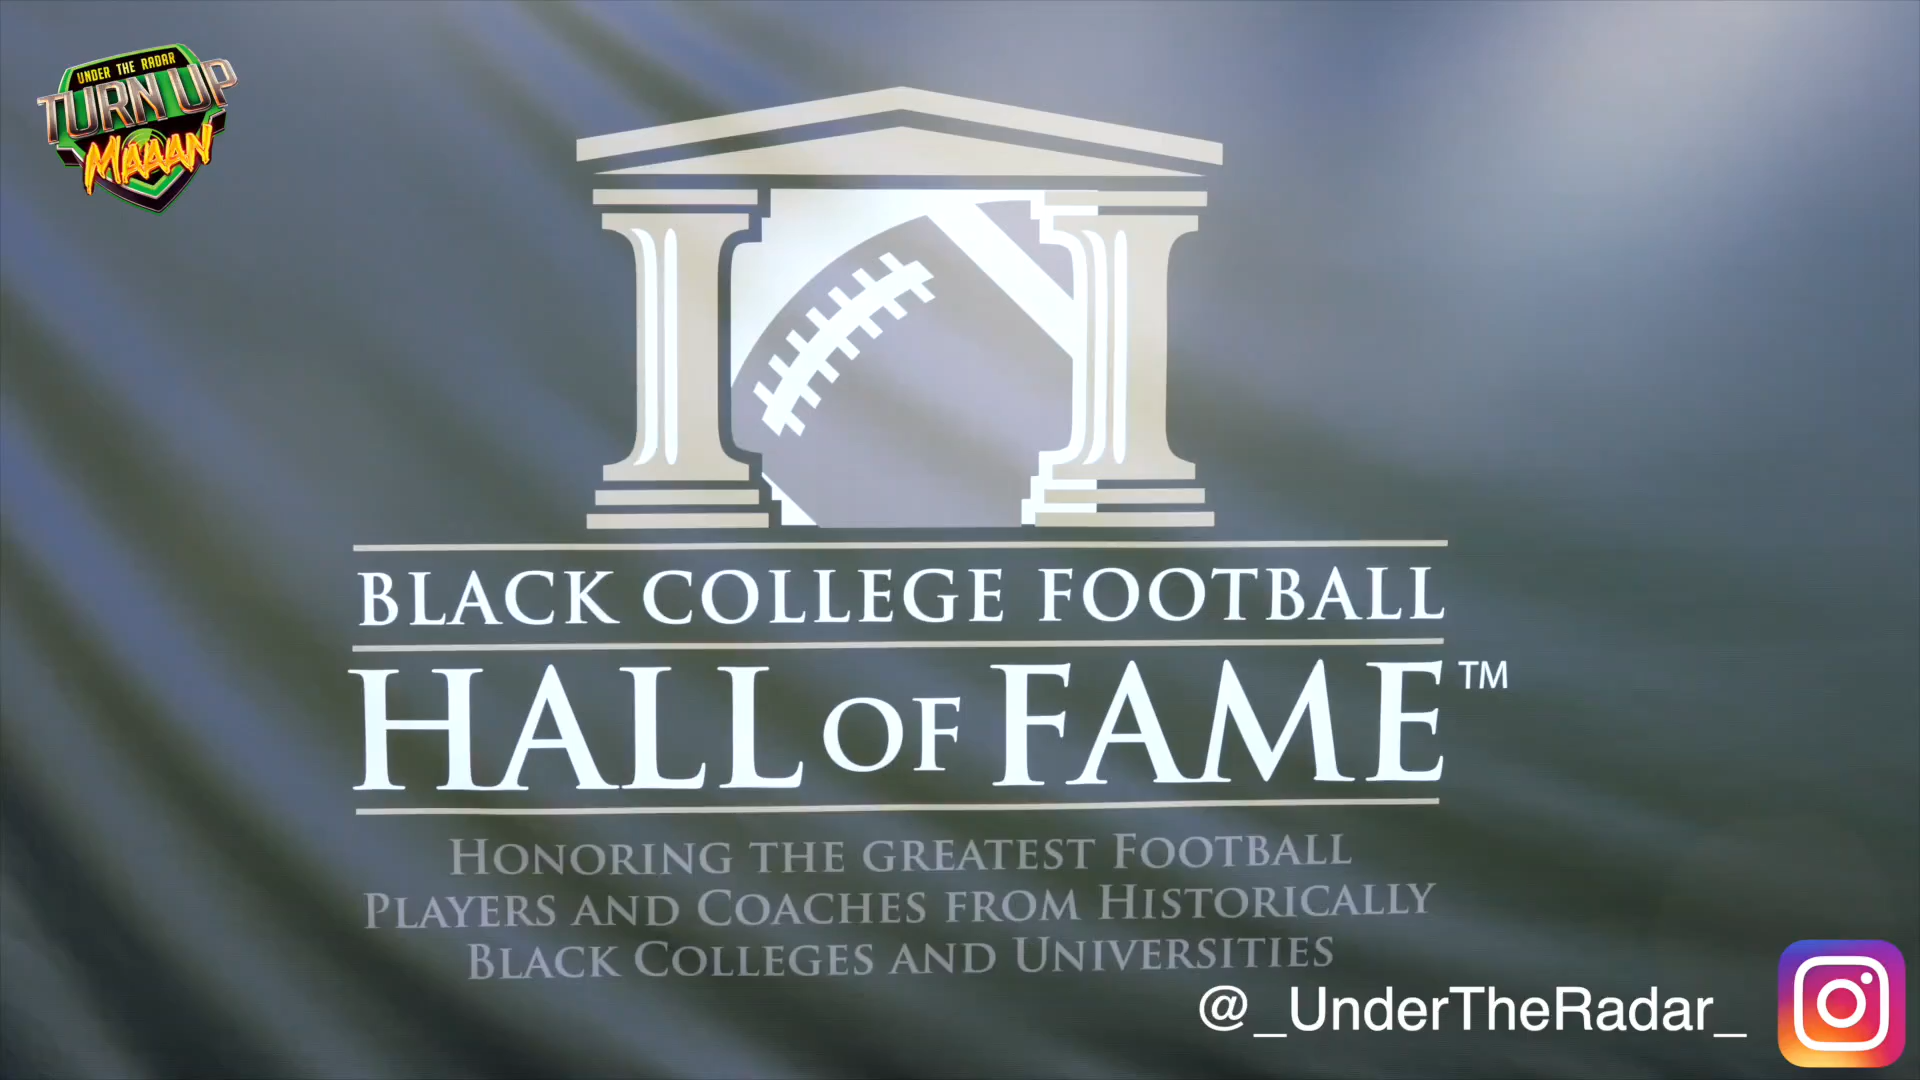 UNDER THE RADAR
TURN UP
MAAAN
BLACK COLLEGE FOOTBALL
HALL OF FAME™
HONORING THE GREATEST FOOTBALL
PLAYERS AND COACHES FROM HISTORICALLY
BLACK COLLEGES AND UNIVERSITIES
@_UnderTheRadar_